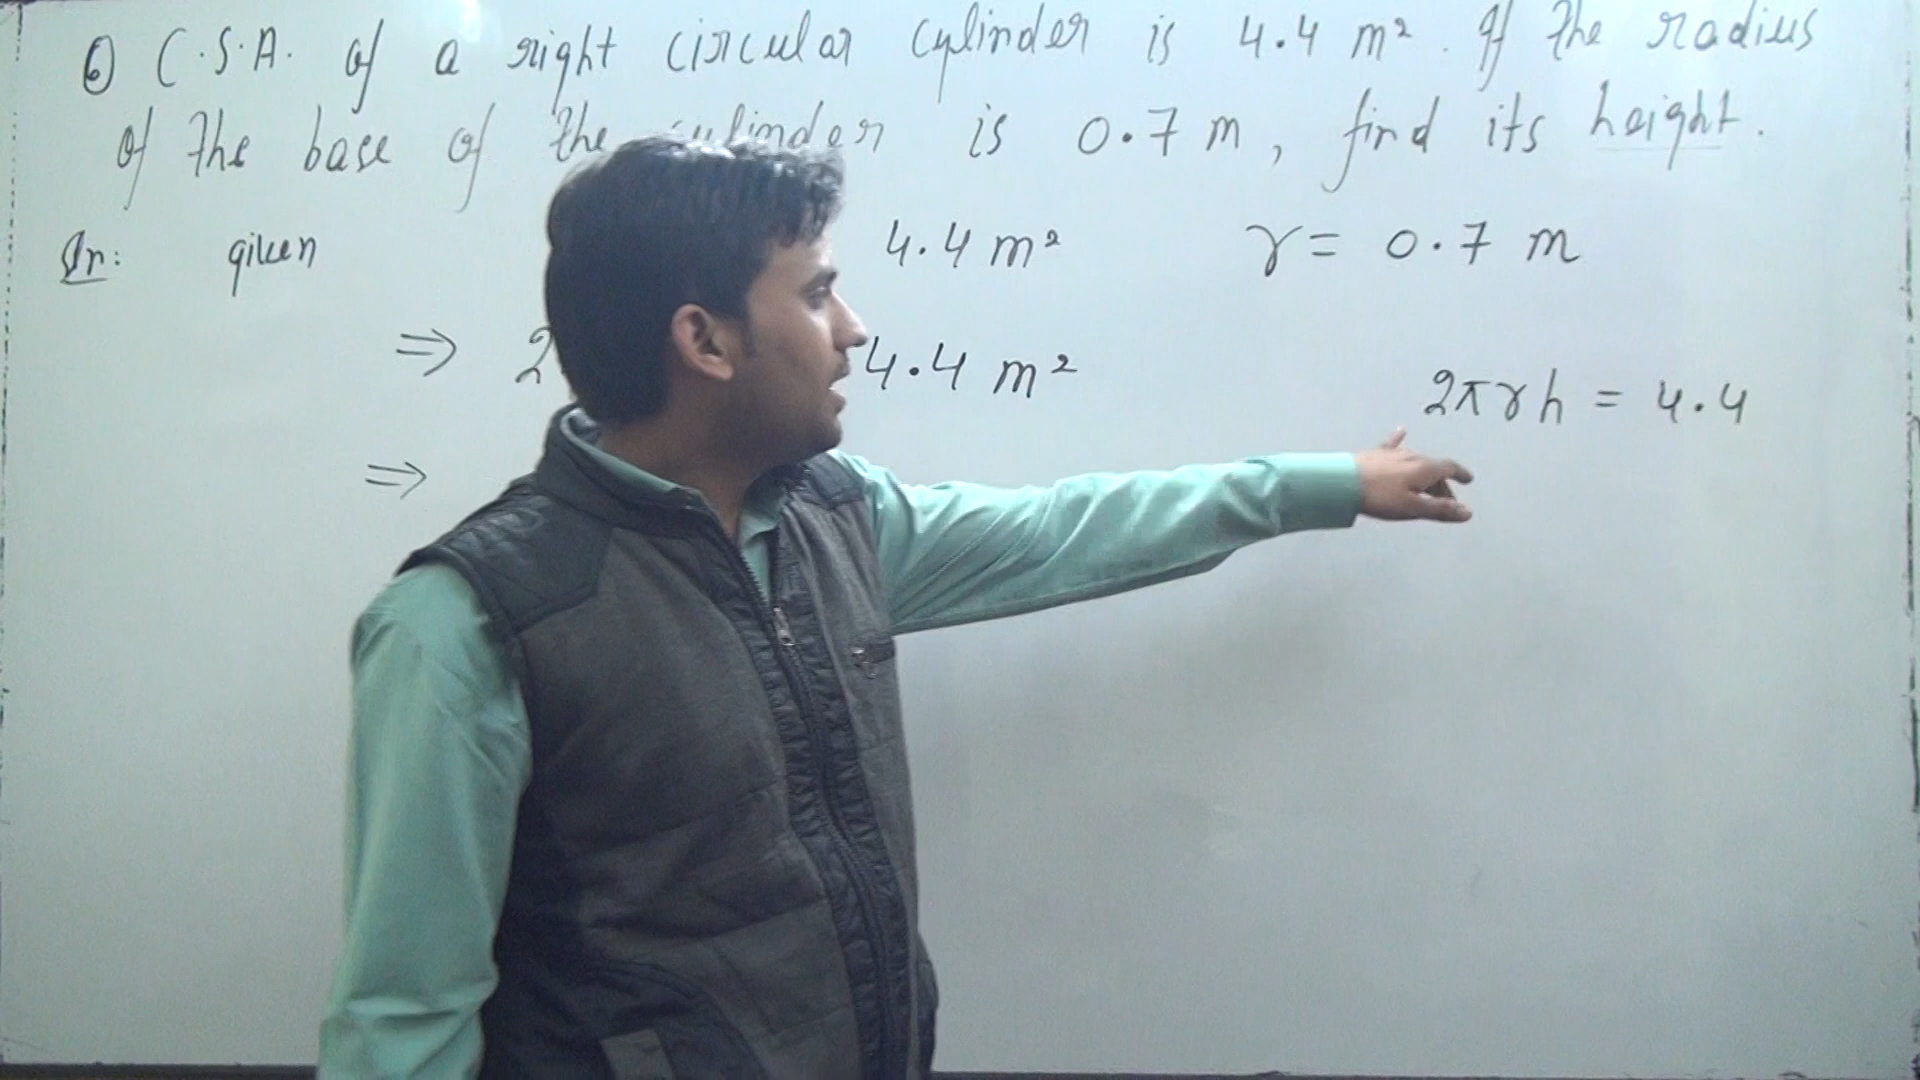 6 C.S.A. of a right circular cylinder is 4.4 m². If the radius
of the base of the cylinder is 0.7 m, find its height.
given 4.4 m² r = 0.7 m
⇒ 2 4.4 m²
2πrh = 4.4
⇒